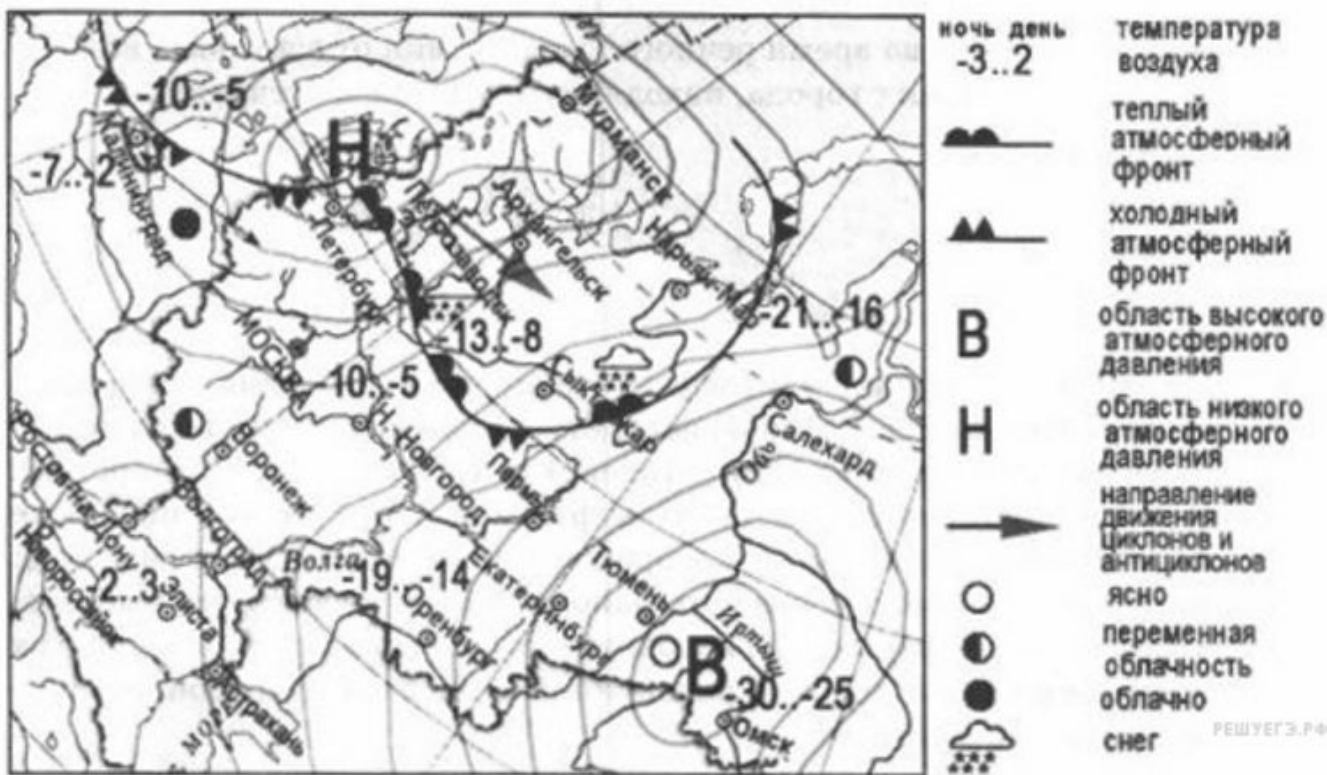 -10..-5
-7..-2
Калининград
Н
Петербург
Петрозаводск
Мурманск
Архангельск
Нарьян-Мар
-21..-16
-13..-8
МОСКВА
-10..-5
Сыктывкар
Воронеж
Н. Новгород
Пермь
Салехард
Обь
Ростов-на-Дону
Новороссийск
Волгоград
Волга
-2..3
Элиста
-19..-14
Оренбург
Екатеринбург
Тюмень
Иртыш
В
-30..-25
Омск
Астрахань
ночь день
-3..2
температура
воздуха
теплый
атмосферный
фронт
холодный
атмосферный
фронт
В
область высокого
атмосферного
давления
Н
область низкого
атмосферного
давления
направление
движения
циклонов и
антициклонов
ясно
переменная
облачность
облачно
снег
РЕШУЕГЭ.РФ